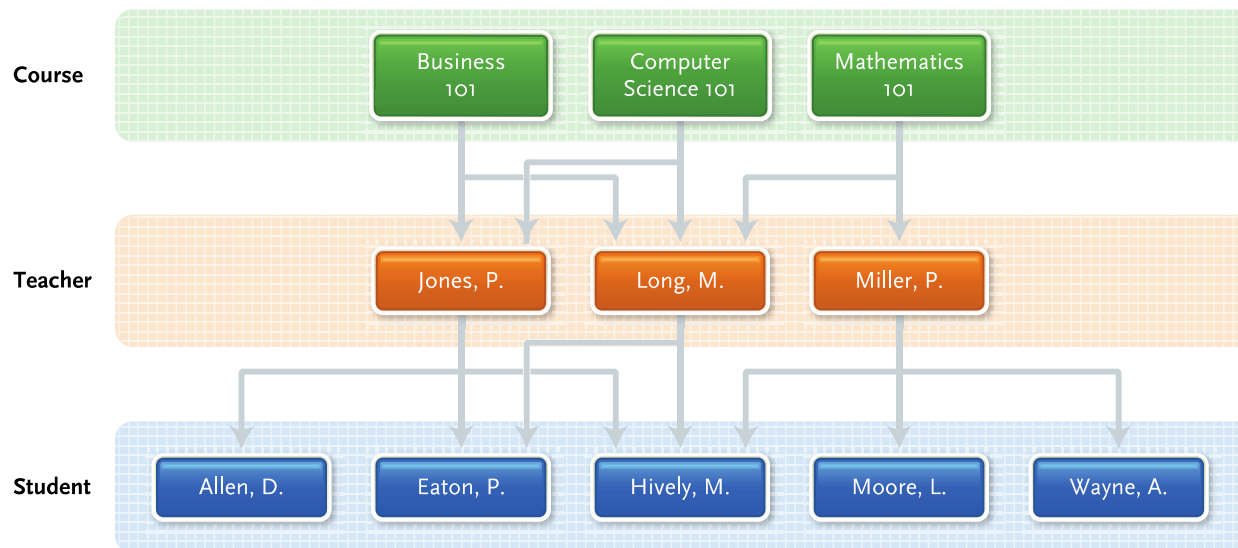 Course
Business
101
Computer
Science 101
Mathematics
101
Teacher
Jones, P.
Long, M.
Miller, P.
Student
Allen, D.
Eaton, P.
Hively, M.
Moore, L.
Wayne, A.